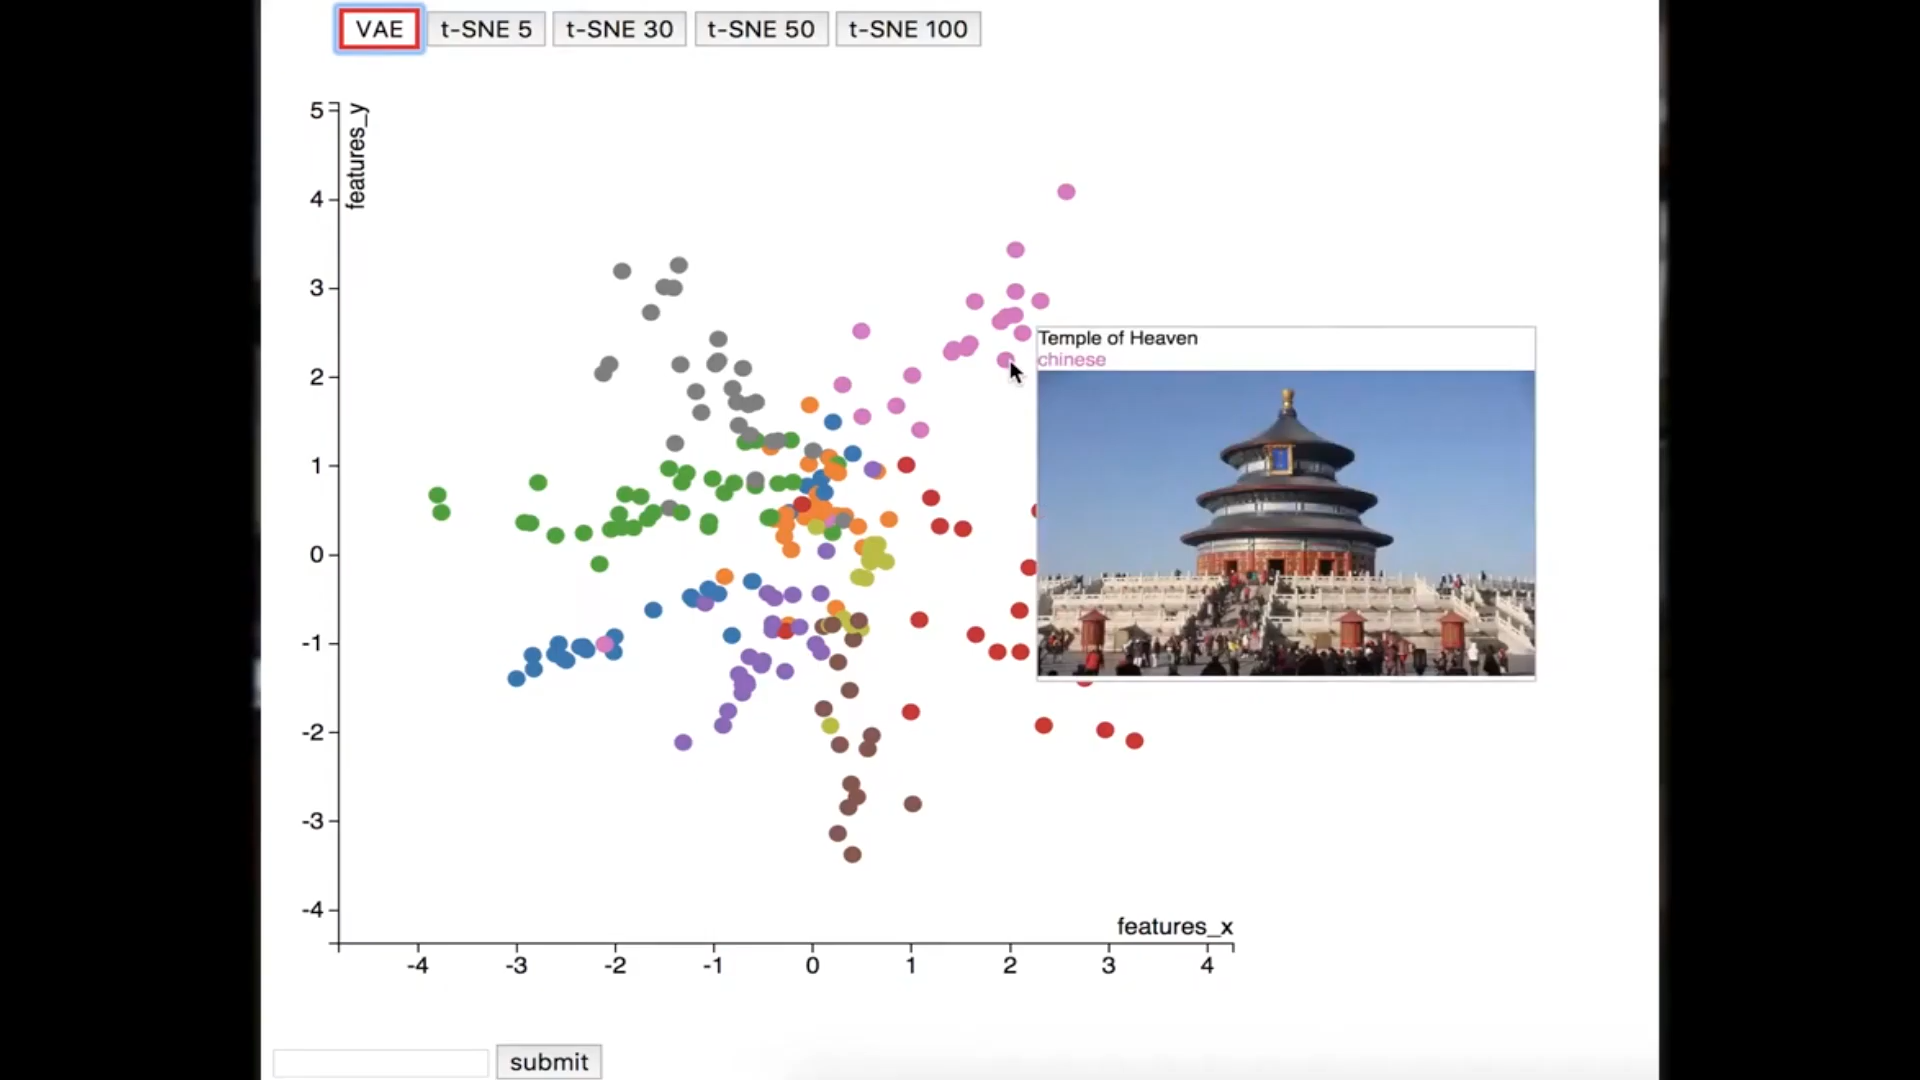 VAE t-SNE 5 t-SNE 30 t-SNE 50 t-SNE 100
features_y
5
4
3
2
1
0
-1
-2
-3
-4
Temple of Heaven
chinese
features_x
-4 -3 -2 -1 0 1 2 3 4
submit